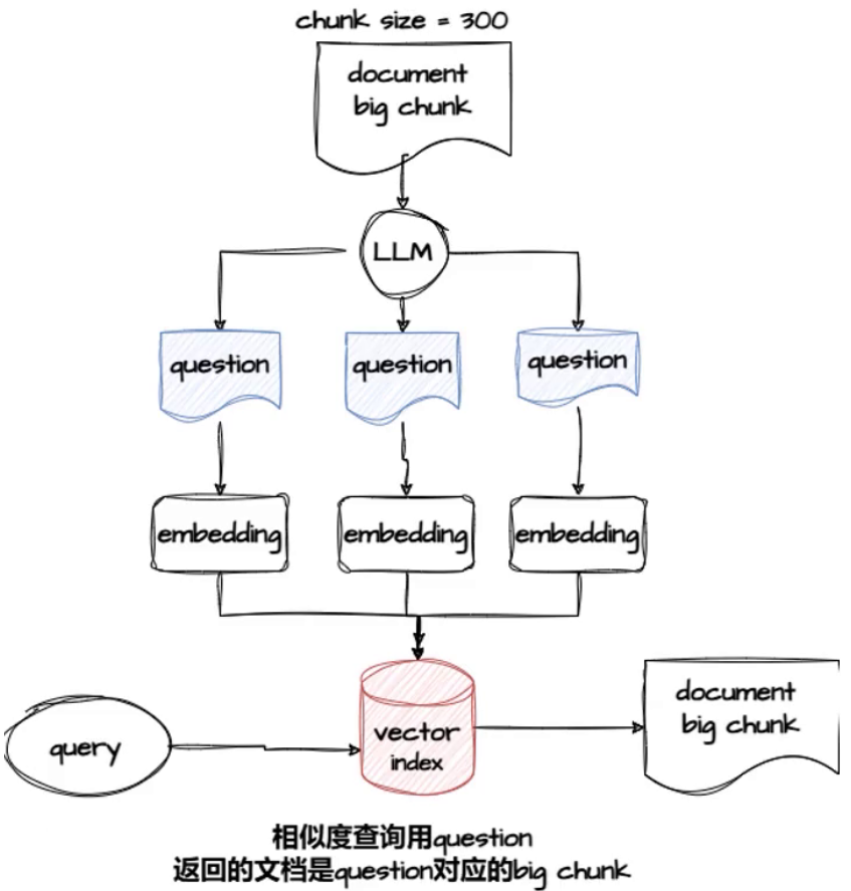 chunk size = 300
document
big chunk
LLM
question
question
question
embedding
embedding
embedding
query
vector
index
document
big chunk
相似度查询用question
返回的文档是question对应的big chunk